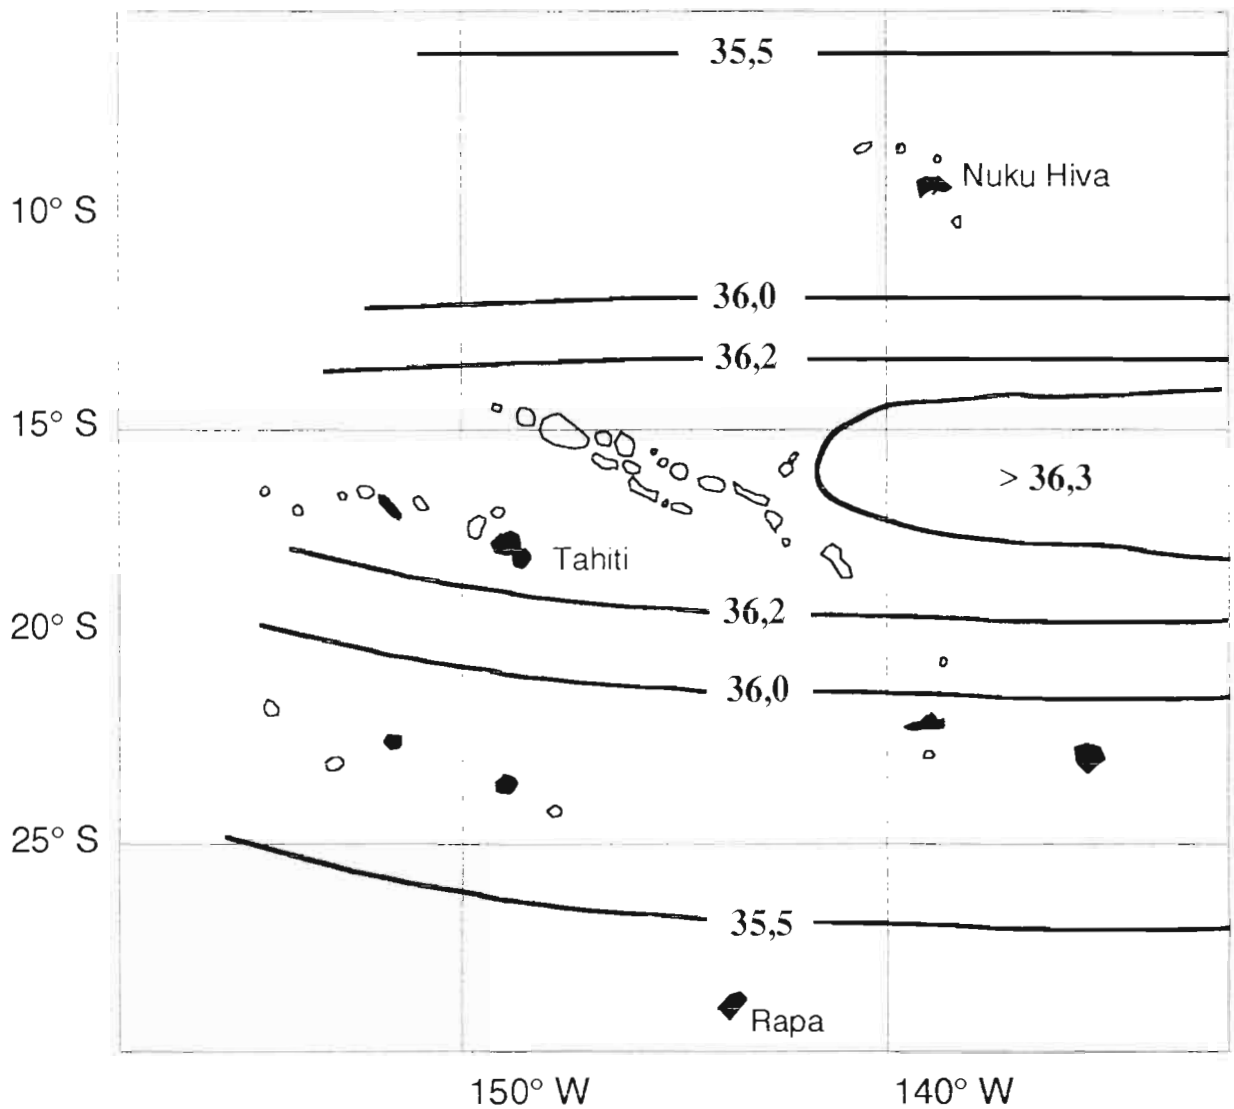 35,5
Nuku Hiva
10° S
36,0
36,2
15° S
> 36,3
Tahiti
36,2
20° S
36,0
25° S
35,5
Rapa
150° W
140° W